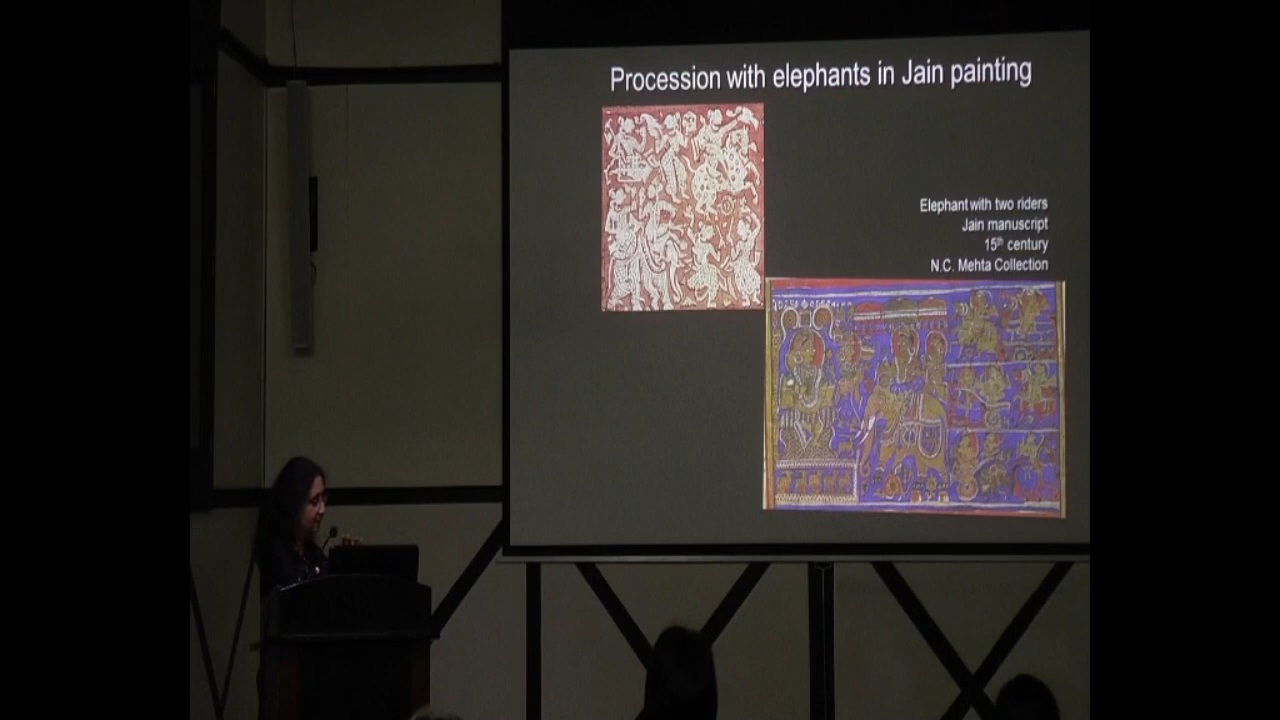 Procession with elephants in Jain painting
Elephant with two riders
Jain manuscript
15th century
N.C. Mehta Collection